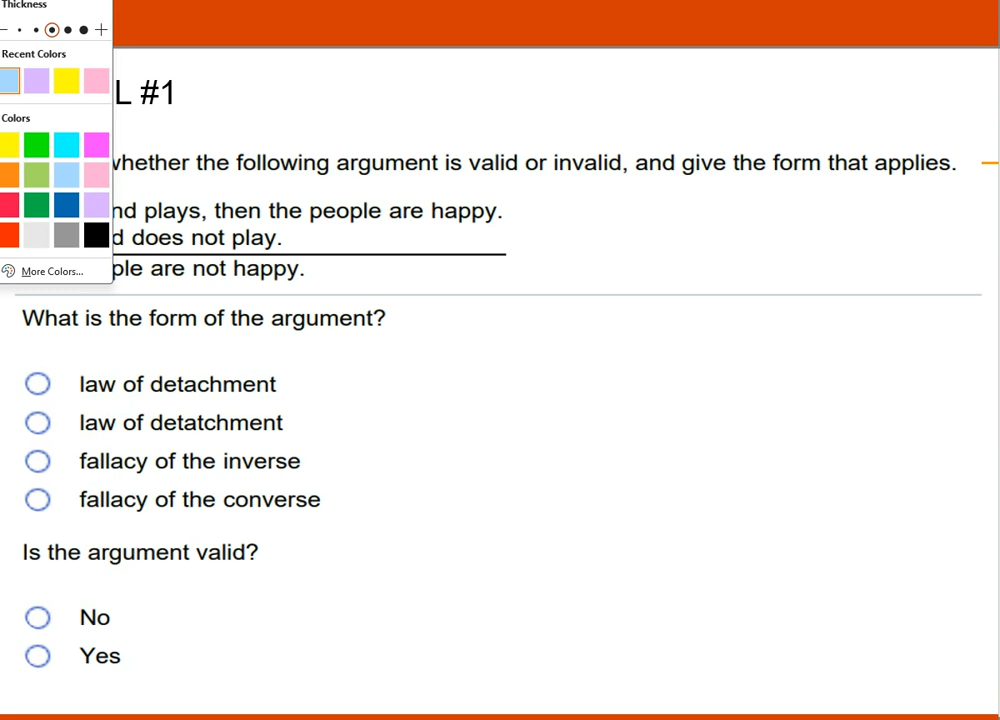 Thickness
Recent Colors
L #1
Colors
whether the following argument is valid or invalid, and give the form that applies.
nd plays, then the people are happy.
d does not play.
More Colors...
ple are not happy.
What is the form of the argument?
law of detachment
law of detatchment
fallacy of the inverse
fallacy of the converse
Is the argument valid?
No
Yes